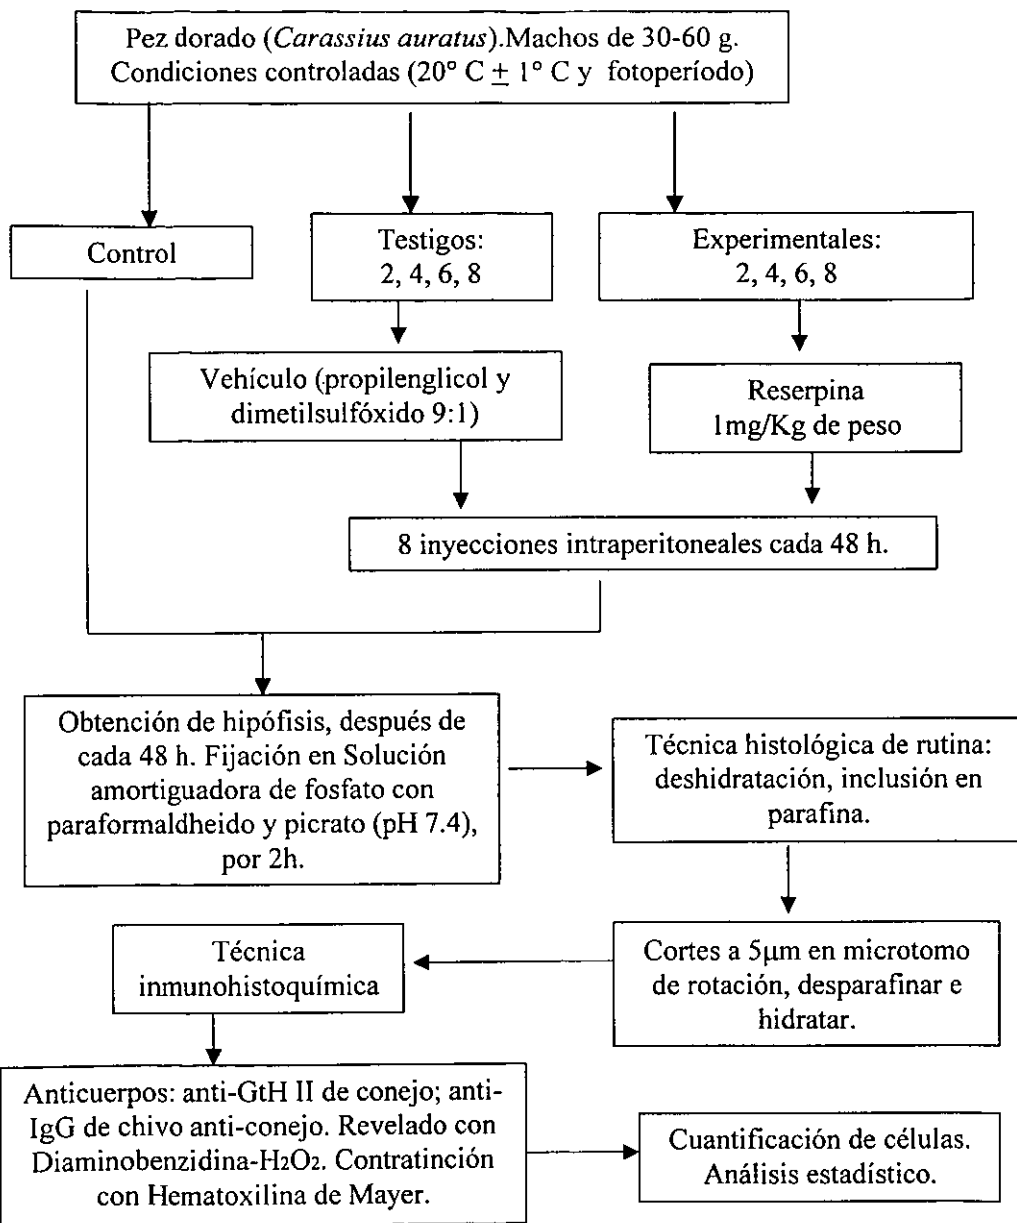 Pez dorado (Carassius auratus).Machos de 30-60 g.
Condiciones controladas (20° C ± 1° C y fotoperíodo)
Control
Testigos:
2, 4, 6, 8
Experimentales:
2, 4, 6, 8
Vehículo (propilenglicol y
dimetilsulfóxido 9:1)
Reserpina
1mg/Kg de peso
8 inyecciones intraperitoneales cada 48 h.
Obtención de hipófisis, después de
cada 48 h. Fijación en Solución
amortiguadora de fosfato con
paraformaldheido y picrato (pH 7.4),
por 2h.
Técnica histológica de rutina:
deshidratación, inclusión en
parafina.
Cortes a 5µm en microtomo
de rotación, desparafinar e
hidratar.
Técnica
inmunohistoquímica
Anticuerpos: anti-GtH II de conejo; anti-
IgG de chivo anti-conejo. Revelado con
Diaminobenzidina-H2O2. Contratinción
con Hematoxilina de Mayer.
Cuantificación de células.
Análisis estadístico.